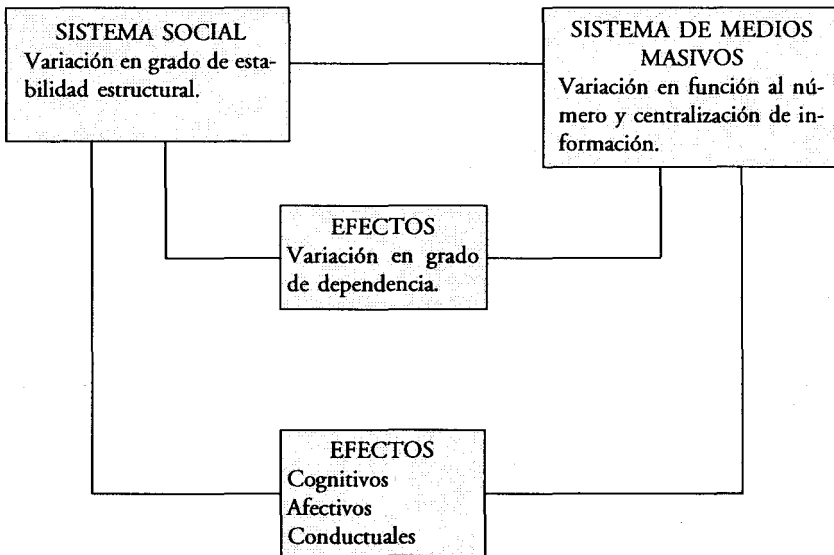 SISTEMA SOCIAL
Variación en grado de esta-
bilidad estructural.
SISTEMA DE MEDIOS
MASIVOS
Variación en función al nú-
mero y centralización de in-
formación.
EFECTOS
Variación en grado
de dependencia.
EFECTOS
Cognitivos
Afectivos
Conductuales